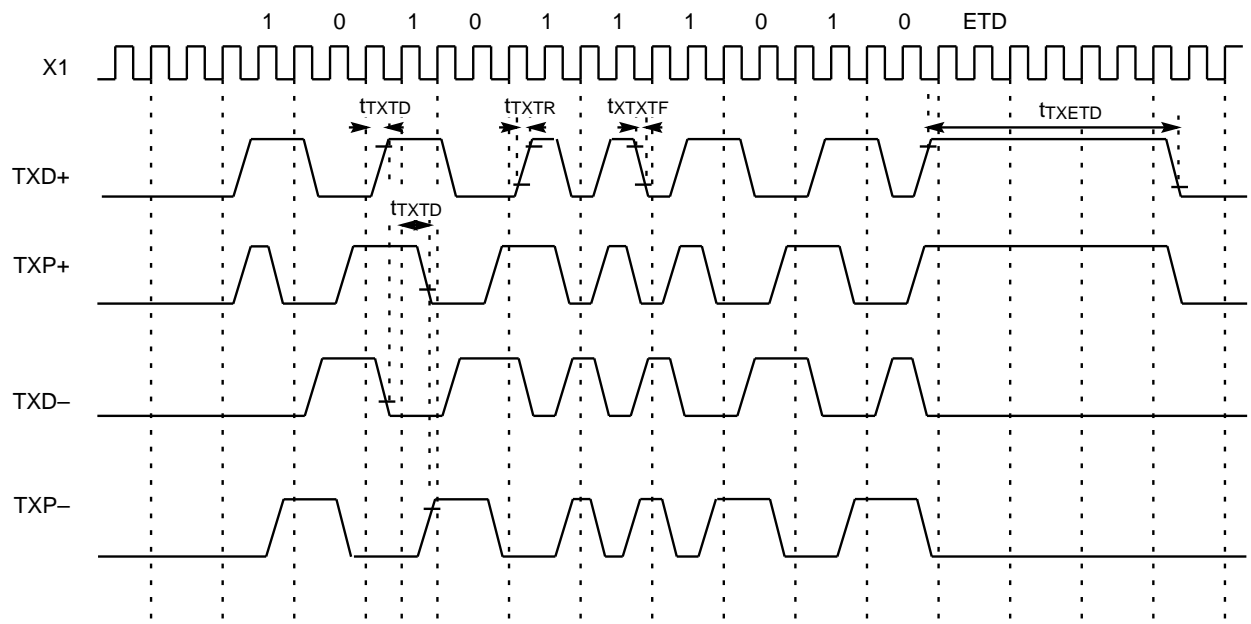 1 0 1 0 1 1 1 0 1 0 ETD
X1
tTXTD tTXTR tXTXTF tTXETD
TXD+
tTXTD
TXP+
TXD–
TXP–